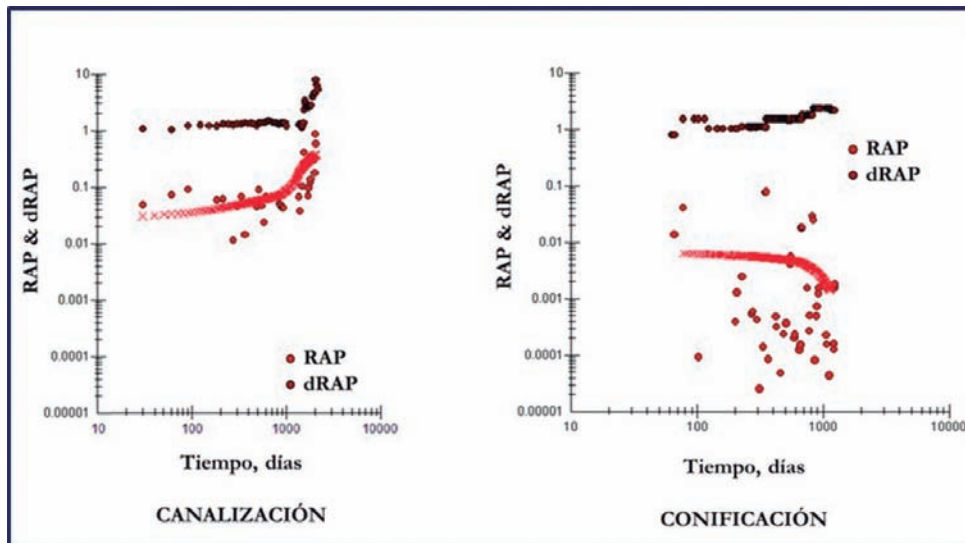 RAP & dRAP
10
1
0.1
0.01
0.001
0.0001
0.00001
10
100
1000
10000
RAP
dRAP
Tiempo, días
CANALIZACIÓN
RAP & dRAP
10
1
0.1
0.01
0.001
0.0001
0.00001
10
100
1000
10000
RAP
dRAP
Tiempo, días
CONIFICACIÓN